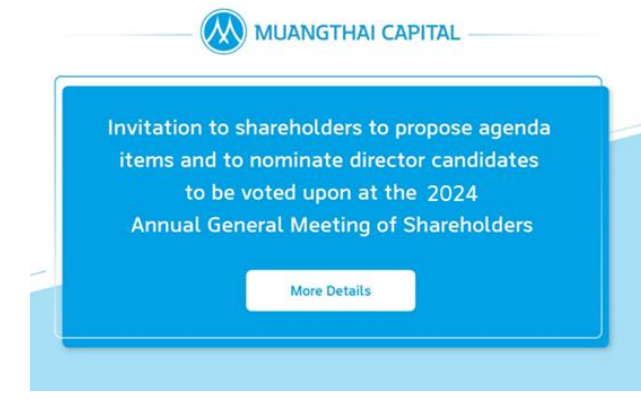 MUANGTHAI CAPITAL
Invitation to shareholders to propose agenda
items and to nominate director candidates
to be voted upon at the 2024
Annual General Meeting of Shareholders
More Details